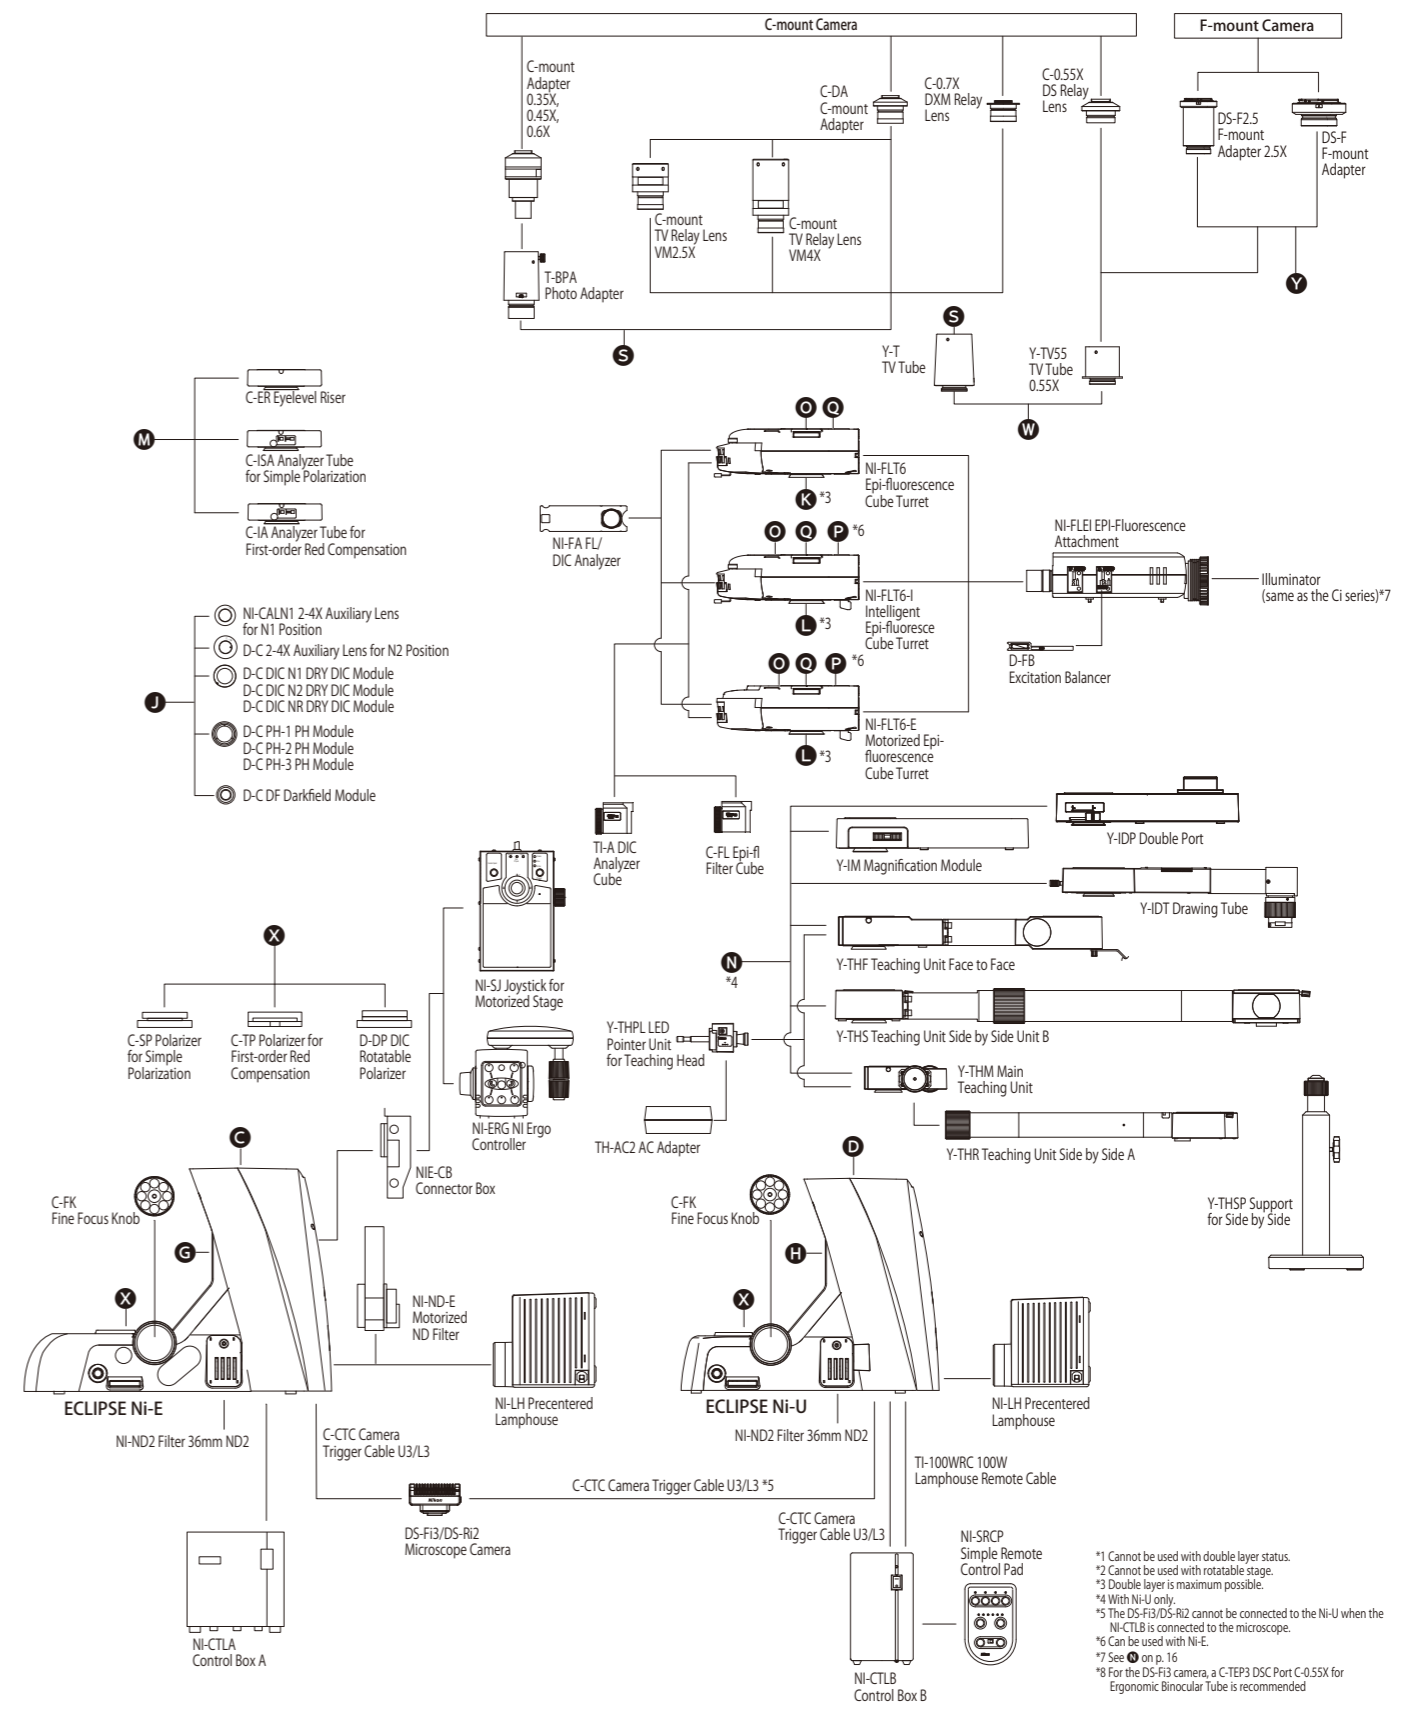 C-mount Camera
F-mount Camera
C-mount
Adapter
0.35X,
0.45X,
0.6X
C-DA
C-mount
Adapter
C-0.7X
DXM Relay
Lens
C-0.55X
DS Relay
Lens
DS-F2.5
F-mount
Adapter 2.5X
DS-F
F-mount
Adapter
C-mount
TV Relay Lens
VM2.5X
C-mount
TV Relay Lens
VM4X
T-BPA
Photo Adapter
Y
S
S
Y-T
TV Tube
Y-TV55
TV Tube
0.55X
W
M
C-ER Eyelevel Riser
C-ISA Analyzer Tube
for Simple Polarization
C-IA Analyzer Tube for
First-order Red Compensation
O Q
NI-FLT6
Epi-fluorescence
Cube Turret
K *3
NI-FA FL/
DIC Analyzer
O Q P *6
NI-FLT6-I
Intelligent
Epi-fluoresce
Cube Turret
L *3
NI-FLEI EPI-Fluorescence
Attachment
Illuminator
(same as the Ci series)*7
D-FB
Excitation Balancer
O Q P *6
NI-FLT6-E
Motorized Epi-
fluorescence
Cube Turret
L *3
J
NI-CALN1 2-4X Auxiliary Lens
for N1 Position
D-C 2-4X Auxiliary Lens for N2 Position
D-C DIC N1 DRY DIC Module
D-C DIC N2 DRY DIC Module
D-C DIC NR DRY DIC Module
D-C PH-1 PH Module
D-C PH-2 PH Module
D-C PH-3 PH Module
D-C DF Darkfield Module
TI-A DIC
Analyzer
Cube
C-FL Epi-fl
Filter Cube
Y-IDP Double Port
Y-IM Magnification Module
Y-IDT Drawing Tube
Y-THF Teaching Unit Face to Face
N
*4
Y-THS Teaching Unit Side by Side Unit B
Y-THPL LED
Pointer Unit
for Teaching Head
Y-THM Main
Teaching Unit
TH-AC2 AC Adapter
Y-THR Teaching Unit Side by Side A
Y-THSP Support
for Side by Side
X
C-SP Polarizer
for Simple
Polarization
C-TP Polarizer for
First-order Red
Compensation
D-DP DIC
Rotatable
Polarizer
NI-SJ Joystick for
Motorized Stage
NI-ERG NI Ergo
Controller
NIE-CB
Connector Box
C
C-FK
Fine Focus Knob
G
X
NI-ND-E
Motorized
ND Filter
NI-LH Precentered
Lamphouse
ECLIPSE Ni-E
NI-ND2 Filter 36mm ND2
C-CTC Camera
Trigger Cable U3/L3
D
C-FK
Fine Focus Knob
H
X
ECLIPSE Ni-U
NI-ND2 Filter 36mm ND2
NI-LH Precentered
Lamphouse
TI-100WRC 100W
Lamphouse Remote Cable
C-CTC Camera Trigger Cable U3/L3 *5
Nikon
DS-Fi3/DS-Ri2
Microscope Camera
C-CTC Camera
Trigger Cable U3/L3
NI-SRCP
Simple Remote
Control Pad
NI-CTLA
Control Box A
NI-CTLB
Control Box B
*1 Cannot be used with double layer status.
*2 Cannot be used with rotatable stage.
*3 Double layer is maximum possible.
*4 With Ni-U only.
*5 The DS-Fi3/DS-Ri2 cannot be connected to the Ni-U when the
NI-CTLB is connected to the microscope.
*6 Can be used with Ni-E.
*7 See N on p. 16
*8 For the DS-Fi3 camera, a C-TEP3 DSC Port C-0.55X for
Ergonomic Binocular Tube is recommended